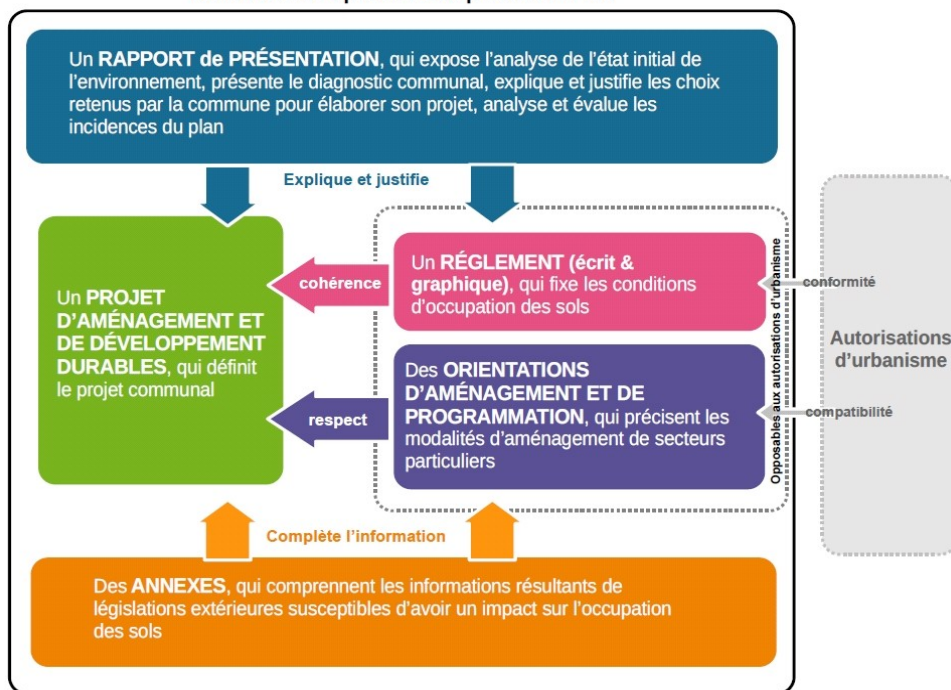 Un RAPPORT de PRÉSENTATION, qui expose l'analyse de l'état initial de
l'environnement, présente le diagnostic communal, explique et justifie les choix
retenus par la commune pour élaborer son projet, analyse et évalue les
incidences du plan
Explique et justifie
Un PROJET
D'AMÉNAGEMENT ET
DE DÉVELOPPEMENT
DURABLES, qui définit
le projet communal
cohérence
Un RÉGLEMENT (écrit &
graphique), qui fixe les conditions
d'occupation des sols
respect
Des ORIENTATIONS
D'AMÉNAGEMENT ET DE
PROGRAMMATION, qui précisent les
modalités d'aménagement de secteurs
particuliers
Opposables aux autorisations d'urbanisme
conformité
Autorisations
d'urbanisme
compatibilité
Complète l'information
Des ANNEXES, qui comprennent les informations résultants de
législations extérieures susceptibles d'avoir un impact sur l'occupation
des sols